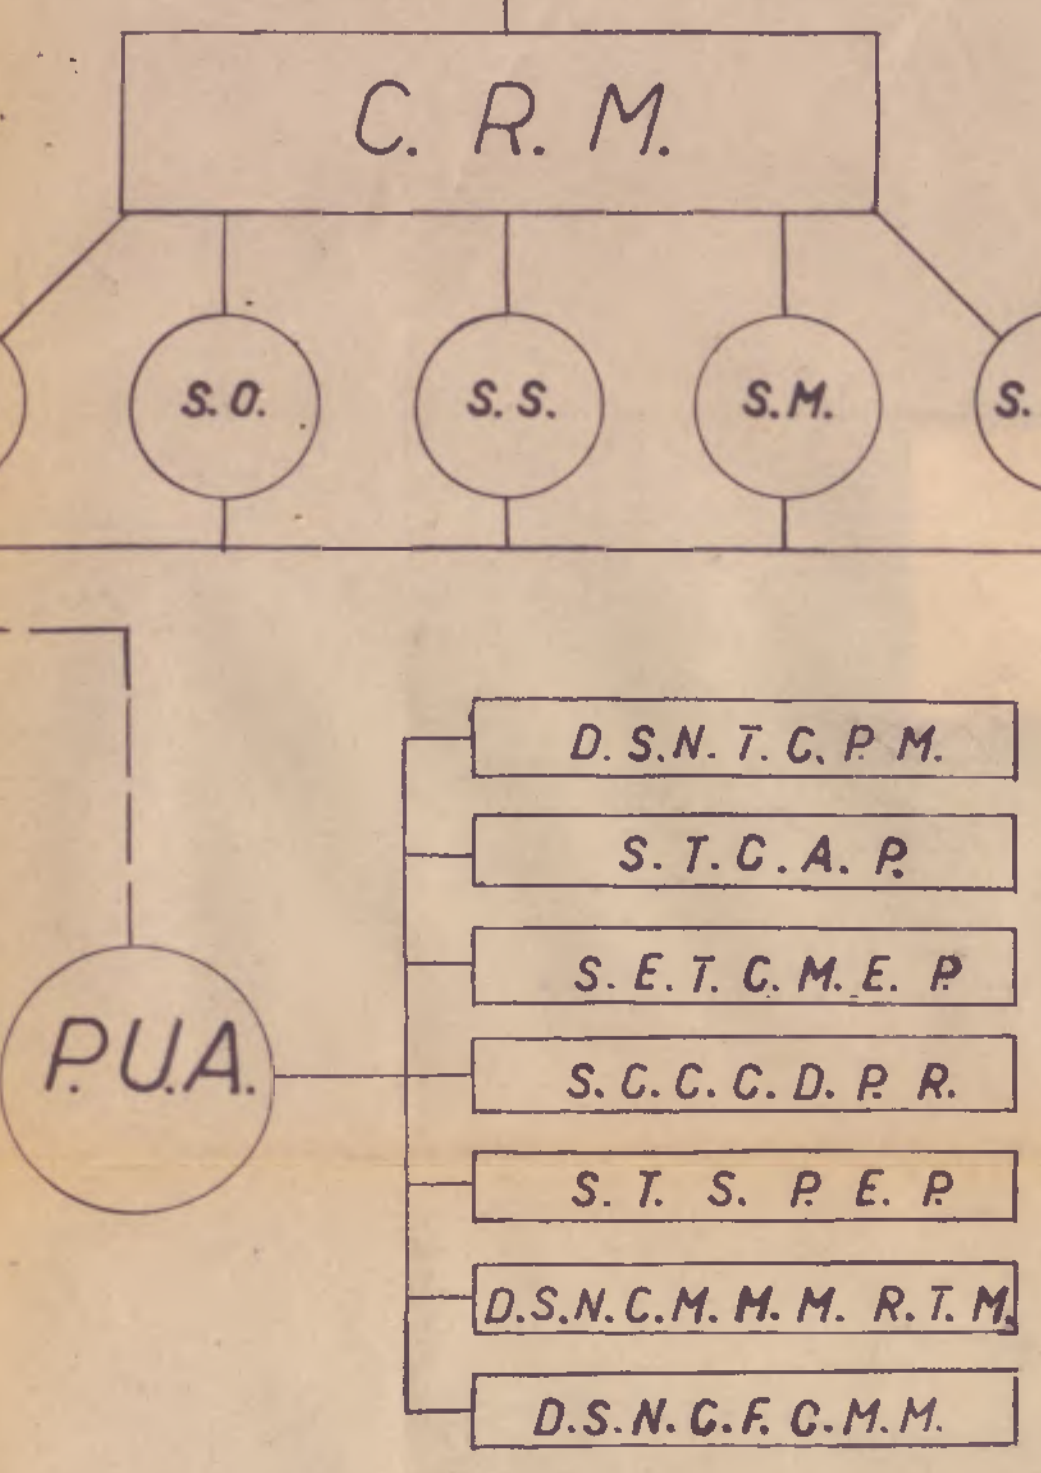 C. R. M.
S.O.
S.S.
S.M.
S.
P.U.A.
D. S.N. T. C. P. M.
S. T. C. A. P.
S. E. T. C. M. E. P.
S. C. C. C. D. P. R.
S. T. S. P. E. P.
D.S.N.C.M.M.M. R.T.M.
D.S.N.C.F.C.M.M.